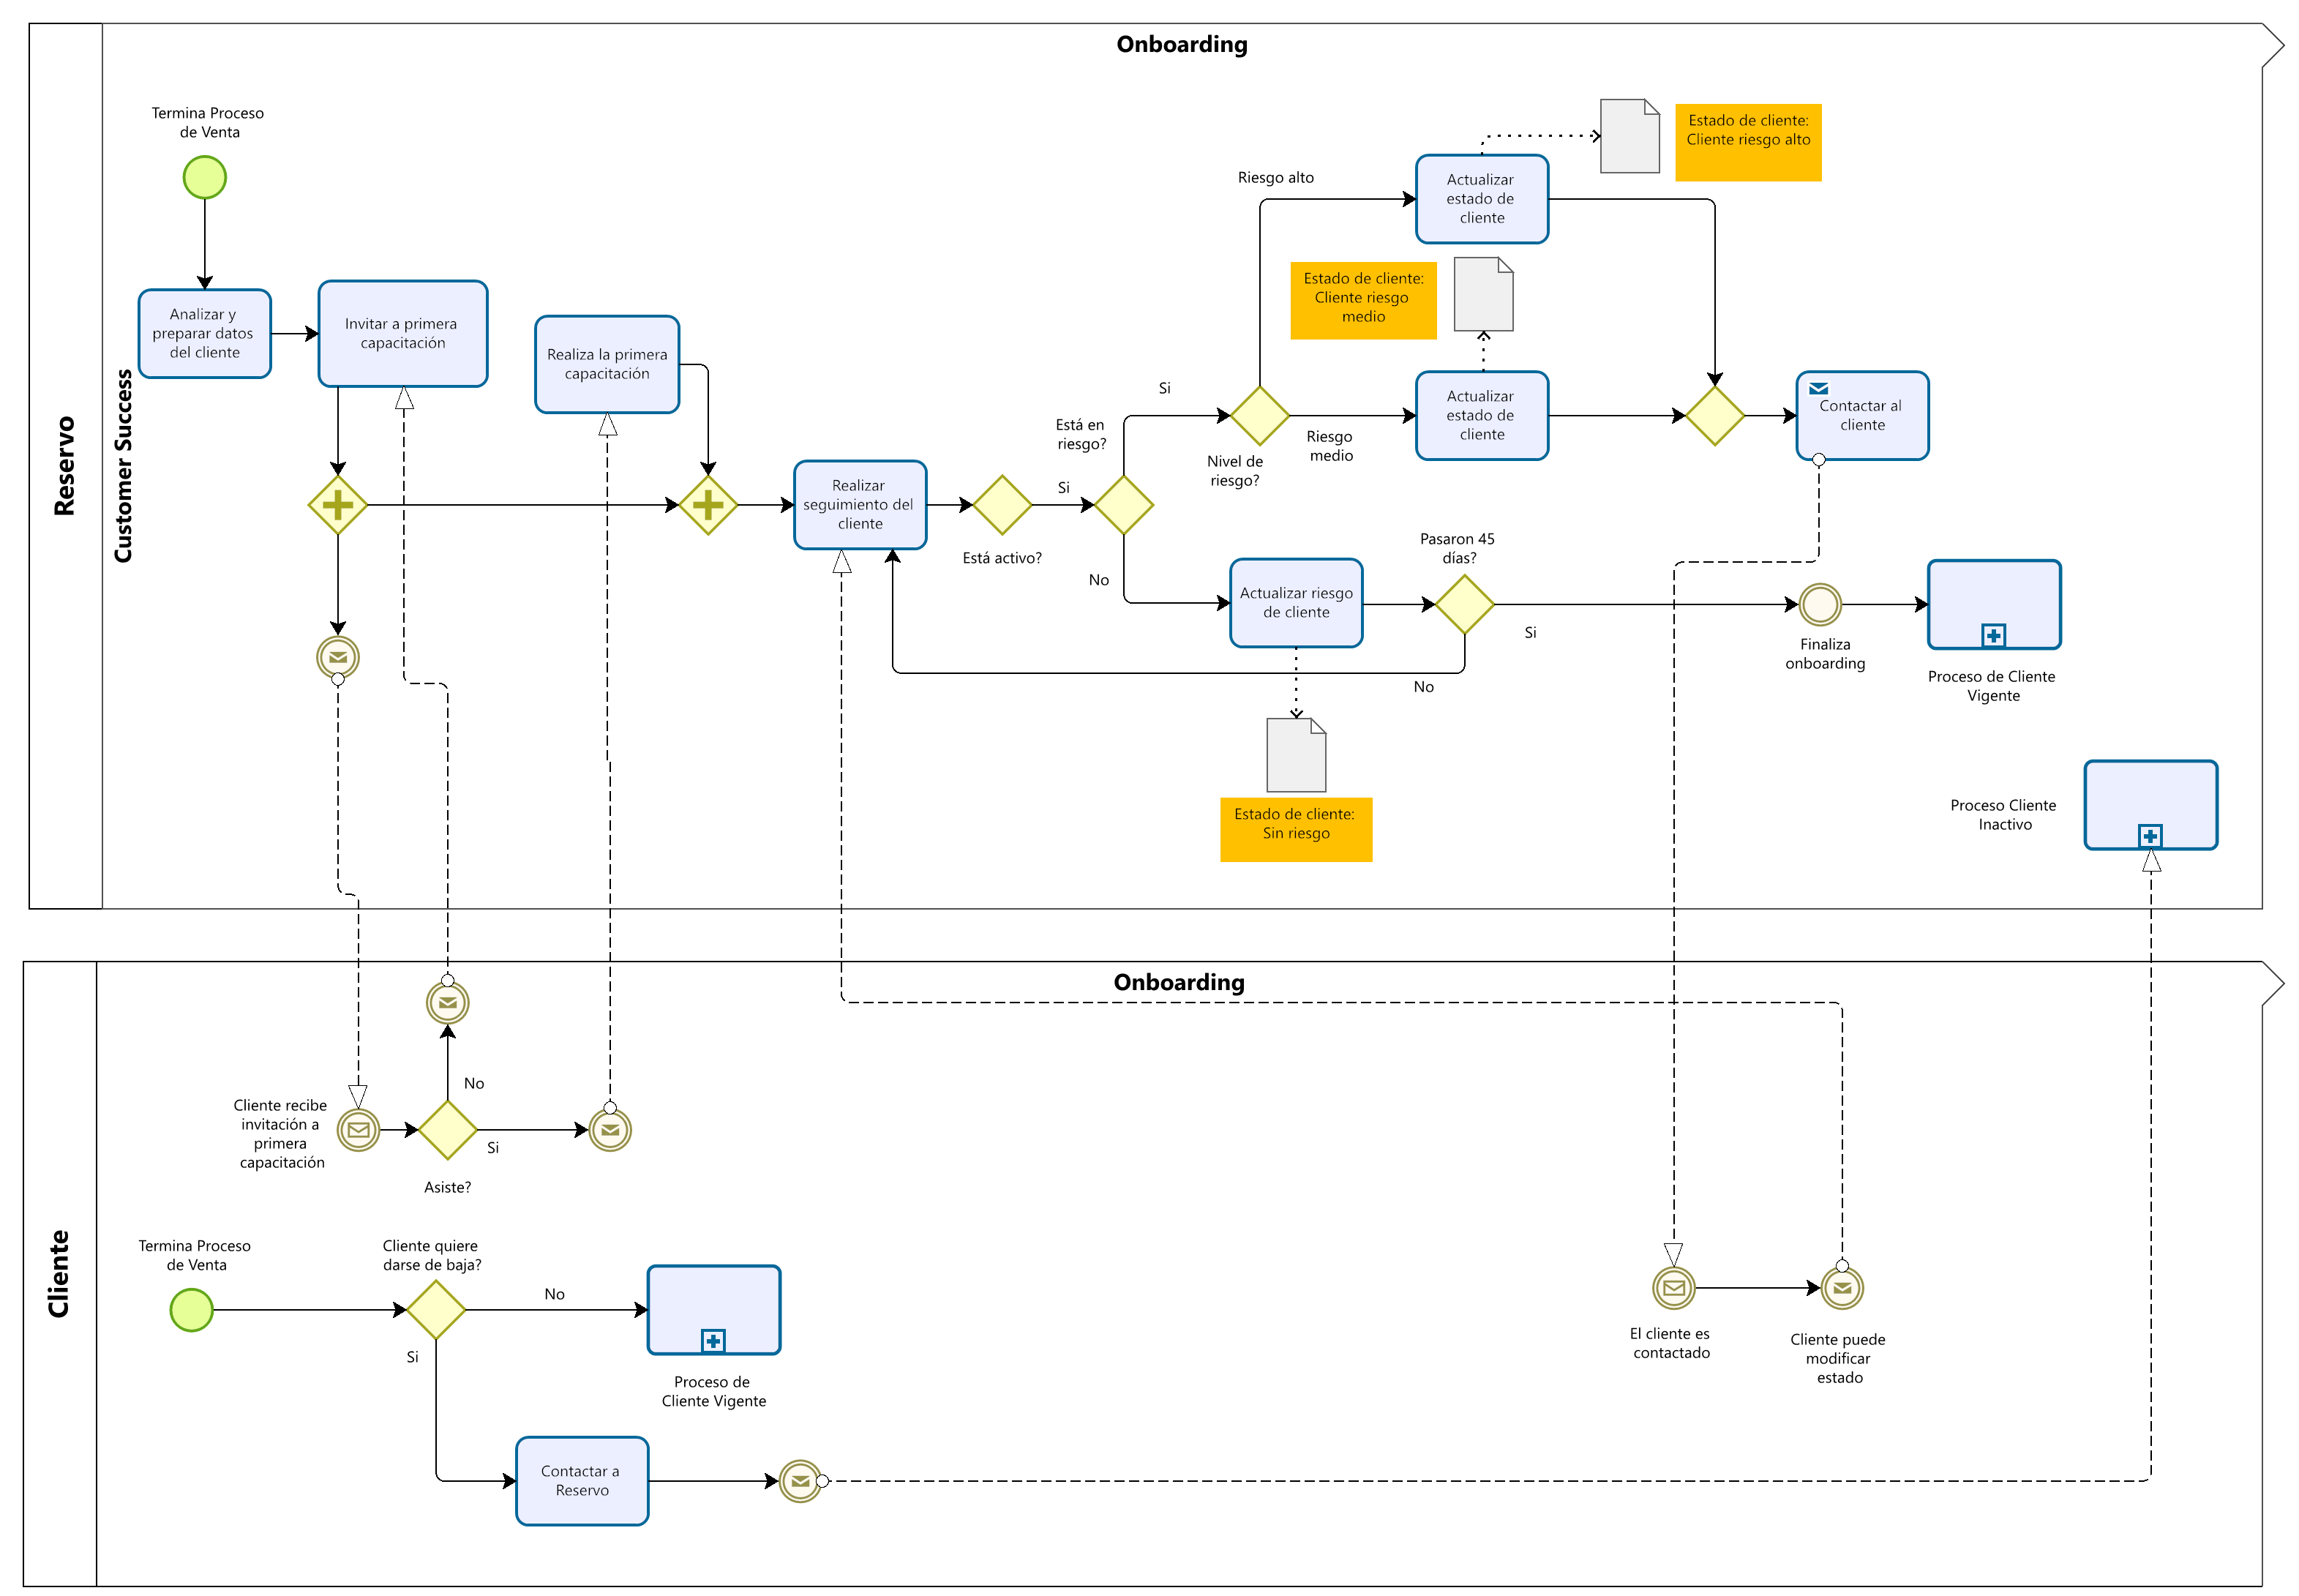 Onboarding
Reservo
Customer Success
Termina Proceso
de Venta
Analizar y
preparar datos
del cliente
Invitar a primera
capacitación
Realiza la primera
capacitación
Realizar
seguimiento del
cliente
Está activo?
Si
Está en
riesgo?
Si
No
Nivel de
riesgo?
Riesgo alto
Riesgo
medio
Actualizar
estado de
cliente
Estado de cliente:
Cliente riesgo alto
Estado de cliente:
Cliente riesgo
medio
Actualizar
estado de
cliente
Contactar al
cliente
Actualizar riesgo
de cliente
Pasaron 45
días?
Si
No
Finaliza
onboarding
Proceso de Cliente
Vigente
Estado de cliente:
Sin riesgo
Proceso Cliente
Inactivo
Onboarding
Cliente
Cliente recibe
invitación a
primera
capacitación
No
Si
Asiste?
Termina Proceso
de Venta
Cliente quiere
darse de baja?
No
Si
Proceso de
Cliente Vigente
Contactar a
Reservo
El cliente es
contactado
Cliente puede
modificar
estado